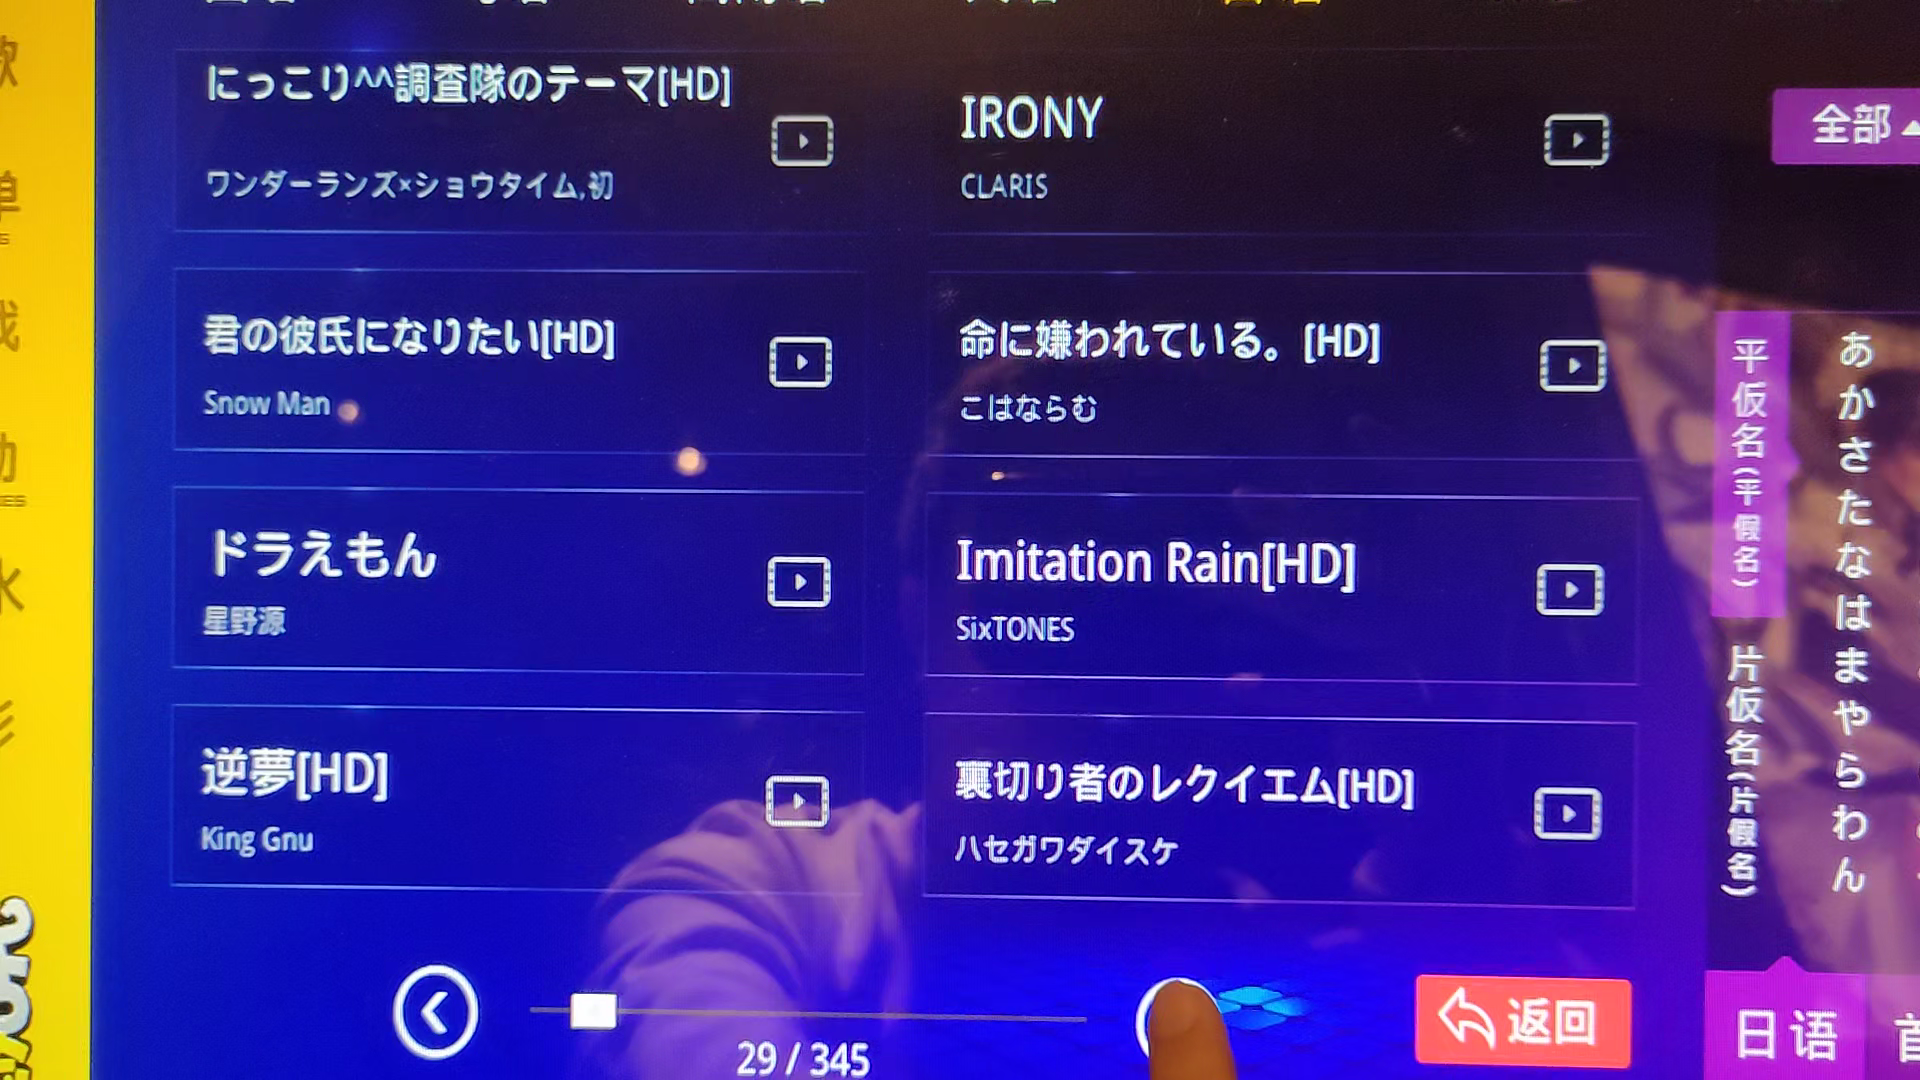 にっこり^^調査隊のテーマ[HD]
ワンダーランズ×ショウタイム,初
IRONY
CLARIS
君の彼氏になりたい[HD]
Snow Man
命に嫌われている。[HD]
こはならむ
ドラえもん
星野源
Imitation Rain[HD]
SixTONES
逆夢[HD]
King Gnu
裏切り者のレクイエム[HD]
ハセガワダイスケ
29 / 345
返回
全部
平仮名(平假名)
片仮名(片假名)
あかさたなはまやらわん
日语